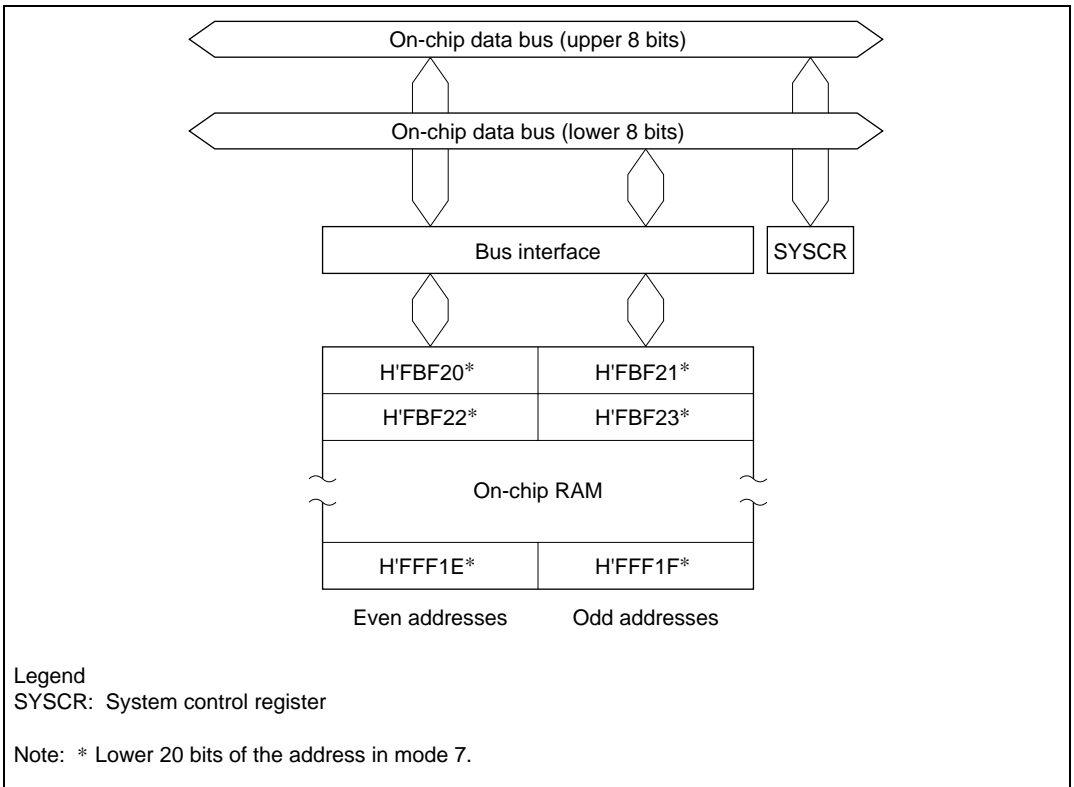 On-chip data bus (upper 8 bits)
On-chip data bus (lower 8 bits)
Bus interface
SYSCR
H'FBF20*
H'FBF21*
H'FBF22*
H'FBF23*
On-chip RAM
H'FFF1E*
H'FFF1F*
Even addresses
Odd addresses
Legend
SYSCR: System control register
Note: * Lower 20 bits of the address in mode 7.